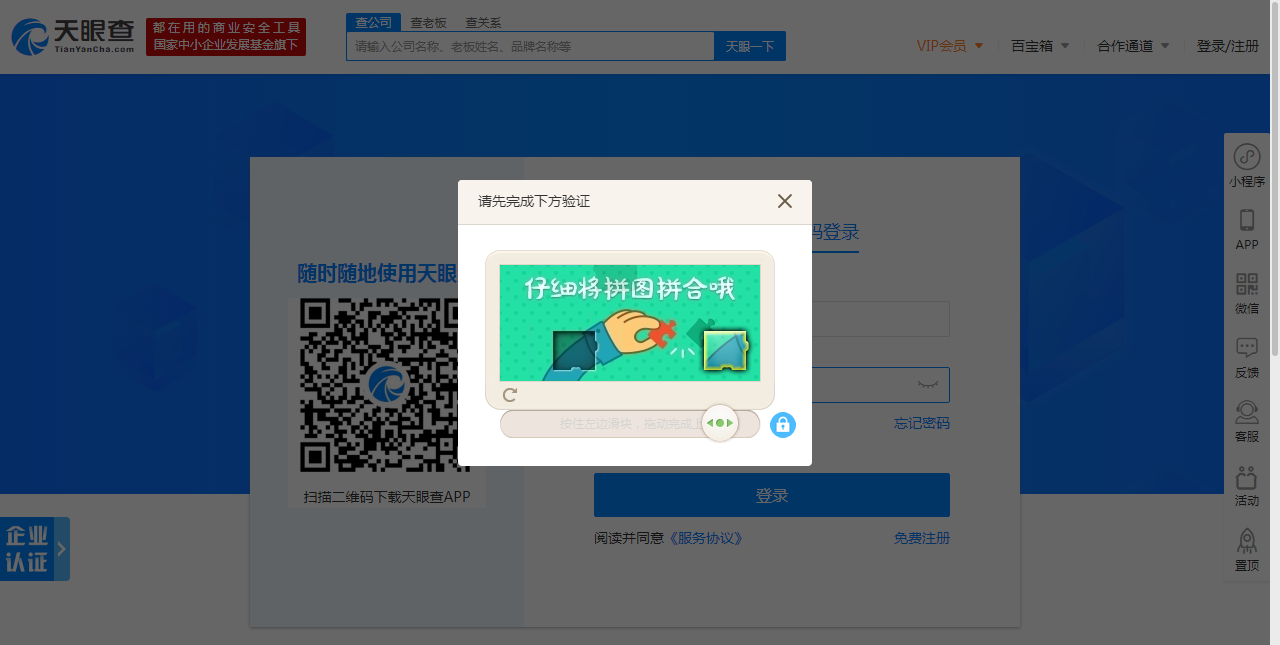 天眼查
TianYanCha.com
都在用的商业安全工具
国家中小企业发展基金旗下
查公司
查老板
查关系
请输入公司名称、老板姓名、品牌名称等
天眼一下
VIP会员
百宝箱
合作通道
登录/注册
请先完成下方验证
仔细将拼图拼合哦
按住左边滑块，拖动完成上
码登录
随时随地使用天眼
扫描二维码下载天眼查APP
忘记密码
登录
阅读并同意《服务协议》
免费注册
企业
认证
小程序
APP
微信
反馈
客服
活动
置顶